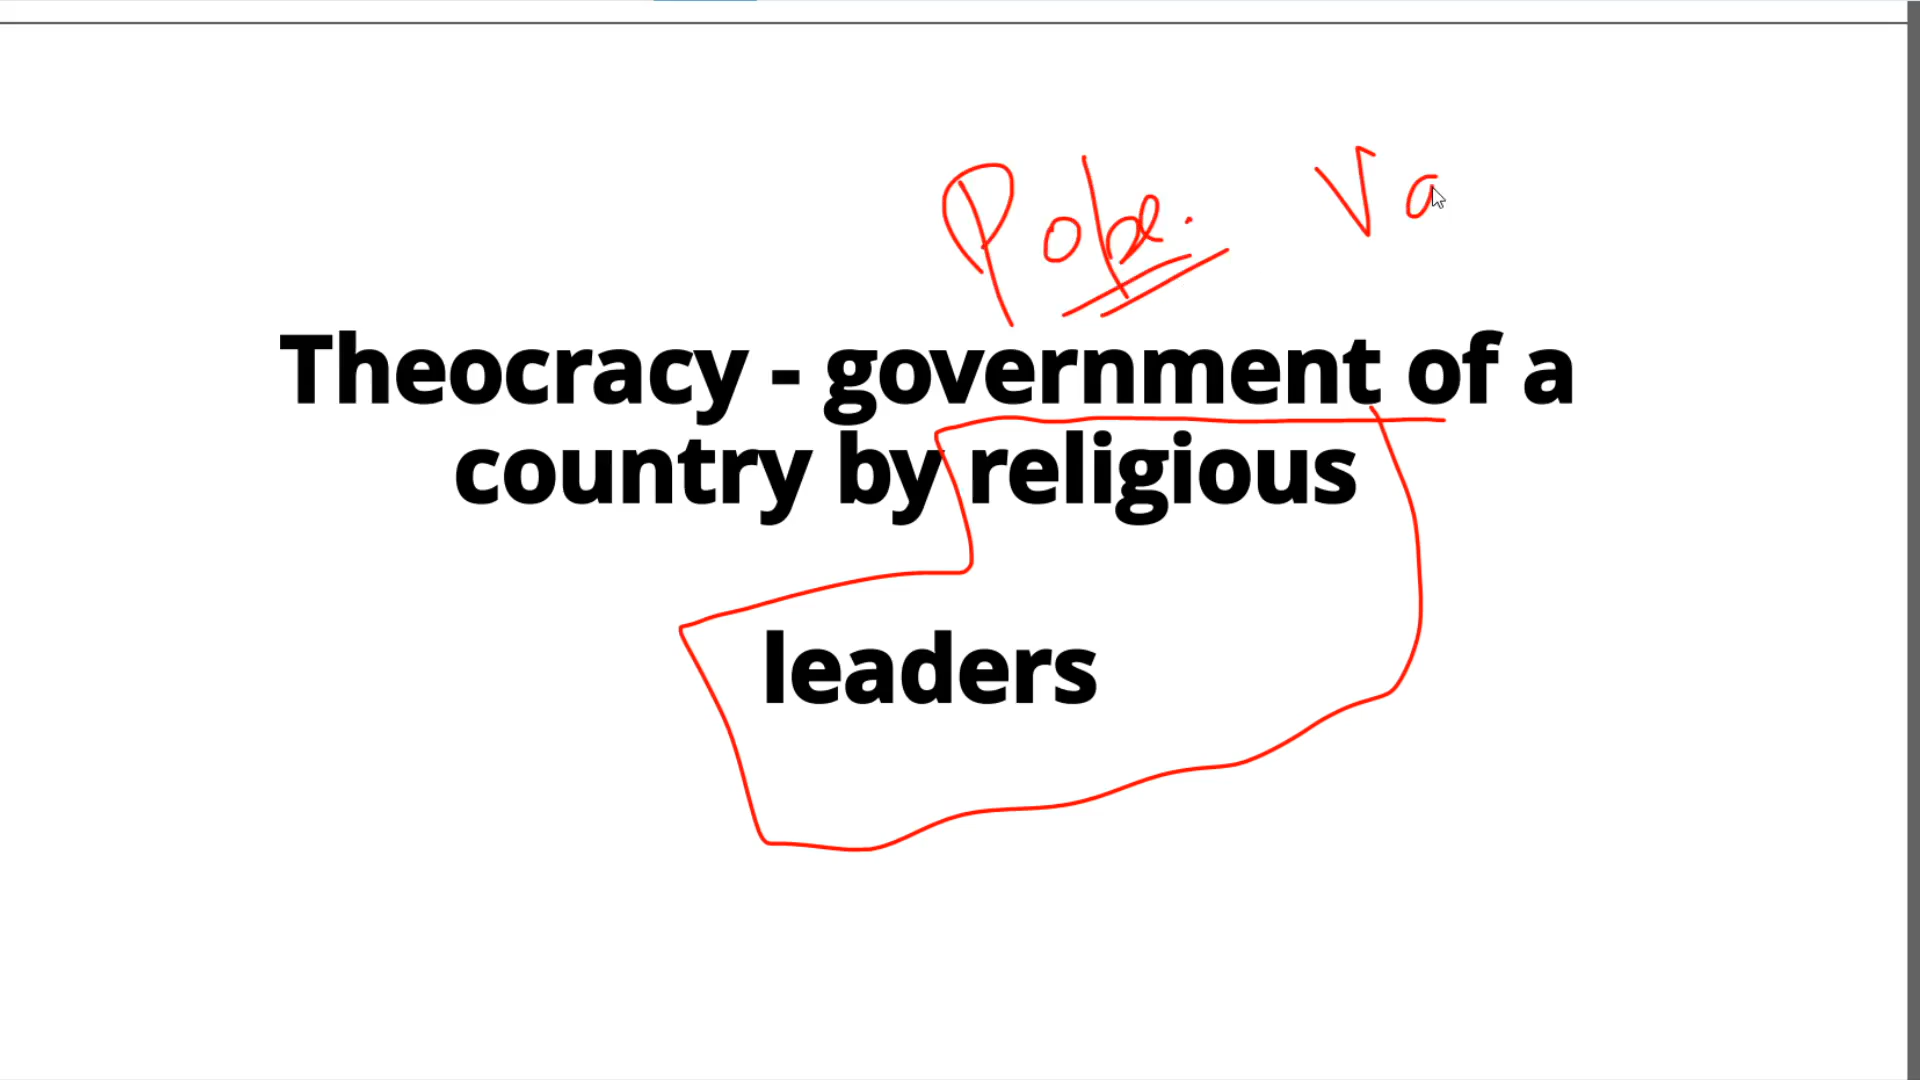 Pope. Va
Theocracy - government of a
country by religious
leaders